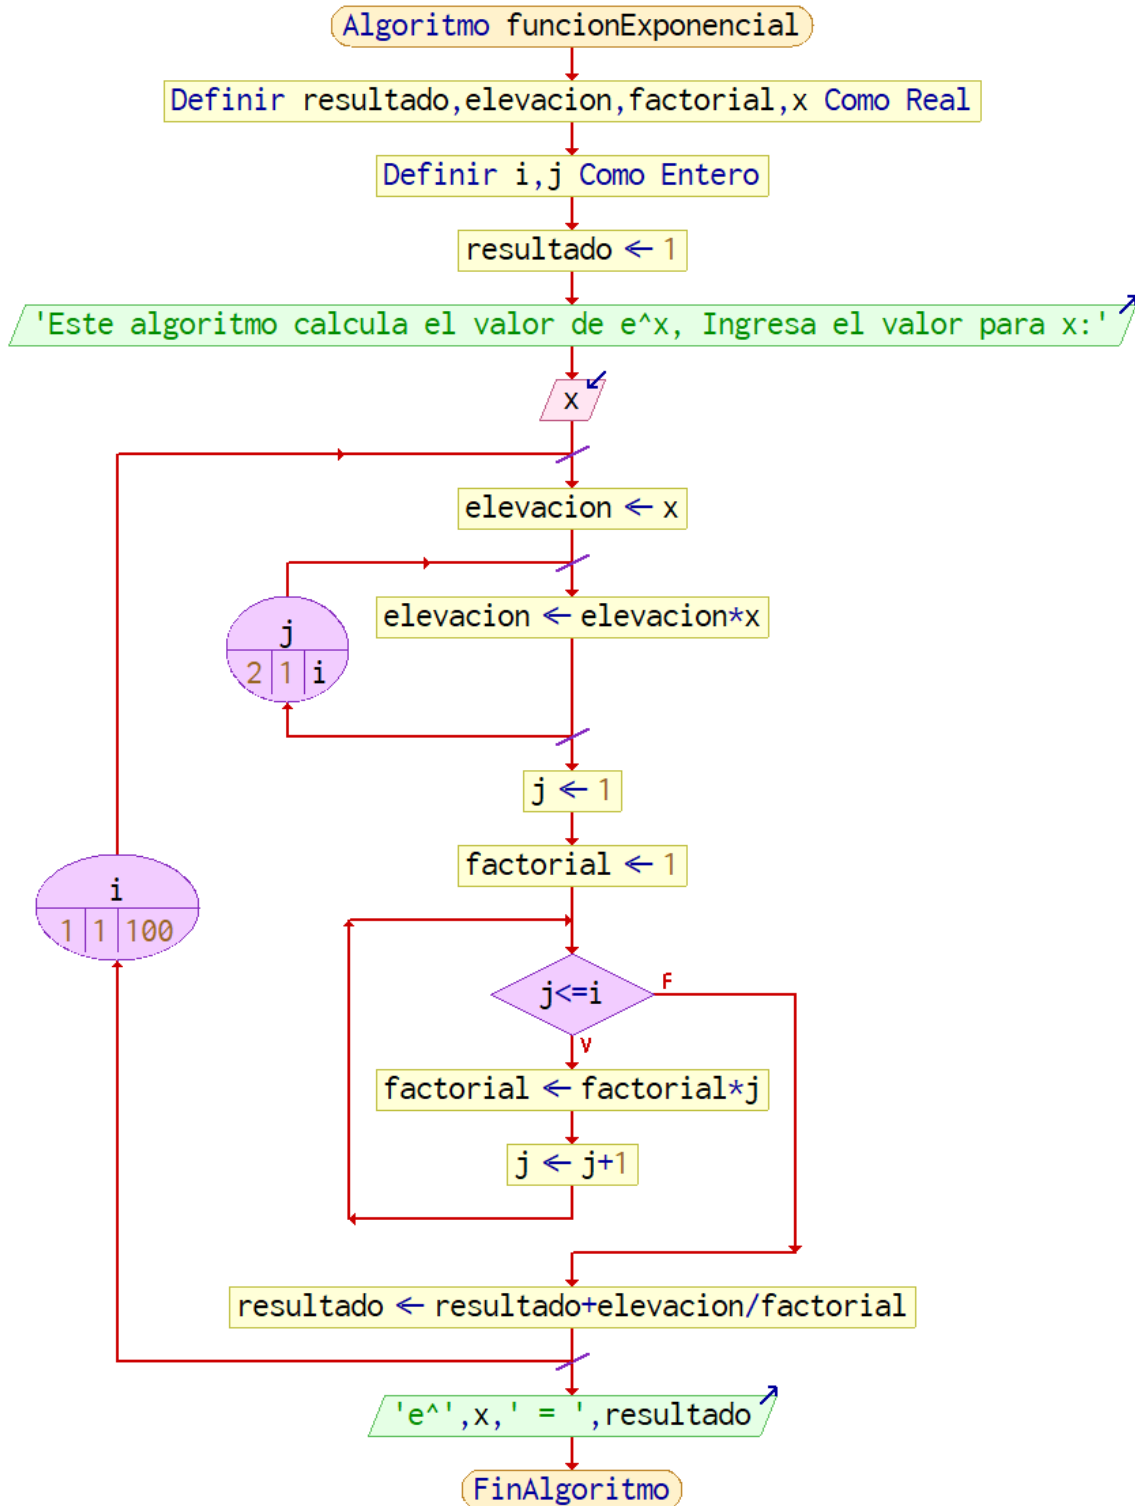 Algoritmo funcionExponencial
Definir resultado,elevacion,factorial,x Como Real
Definir i,j Como Entero
resultado ← 1
'Este algoritmo calcula el valor de e^x, Ingresa el valor para x:'
x
elevacion ← x
elevacion ← elevacion*x
j
2 1 i
j ← 1
factorial ← 1
i
1 1 100
j<=i
F
V
factorial ← factorial*j
j ← j+1
resultado ← resultado+elevacion/factorial
'e^',x,' = ',resultado
FinAlgoritmo